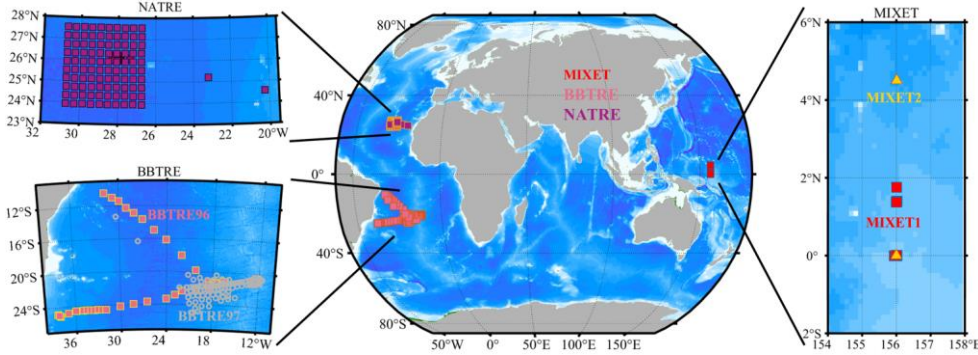 NATRE
28°N
27°N
26°N
25°N
24°N
23°N
32 30 28 26 24 22 20°W
BBTRE
12°S
16°S
20°S
24°S
BBTRE96
BBTRE97
36 30 24 18 12°W
MIXET
BBTRE
NATRE
80°N
40°N
0°
40°S
80°S
50°W 0° 50°E 100°E 150°E
MIXET
6°N
4°N
2°N
0°
2°S
MIXET2
MIXET1
154 155 156 157 158°E